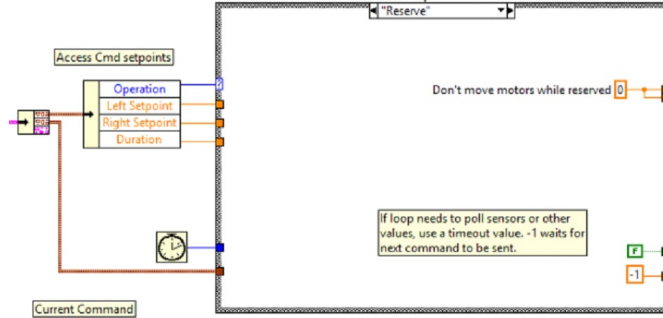 "Reserve"
Access Cmd setpoints
Operation
Left Setpoint
Right Setpoint
Duration
Don't move motors while reserved 0
If loop needs to poll sensors or other
values, use a timeout value. -1 waits for
next command to be sent.
F
-1
Current Command